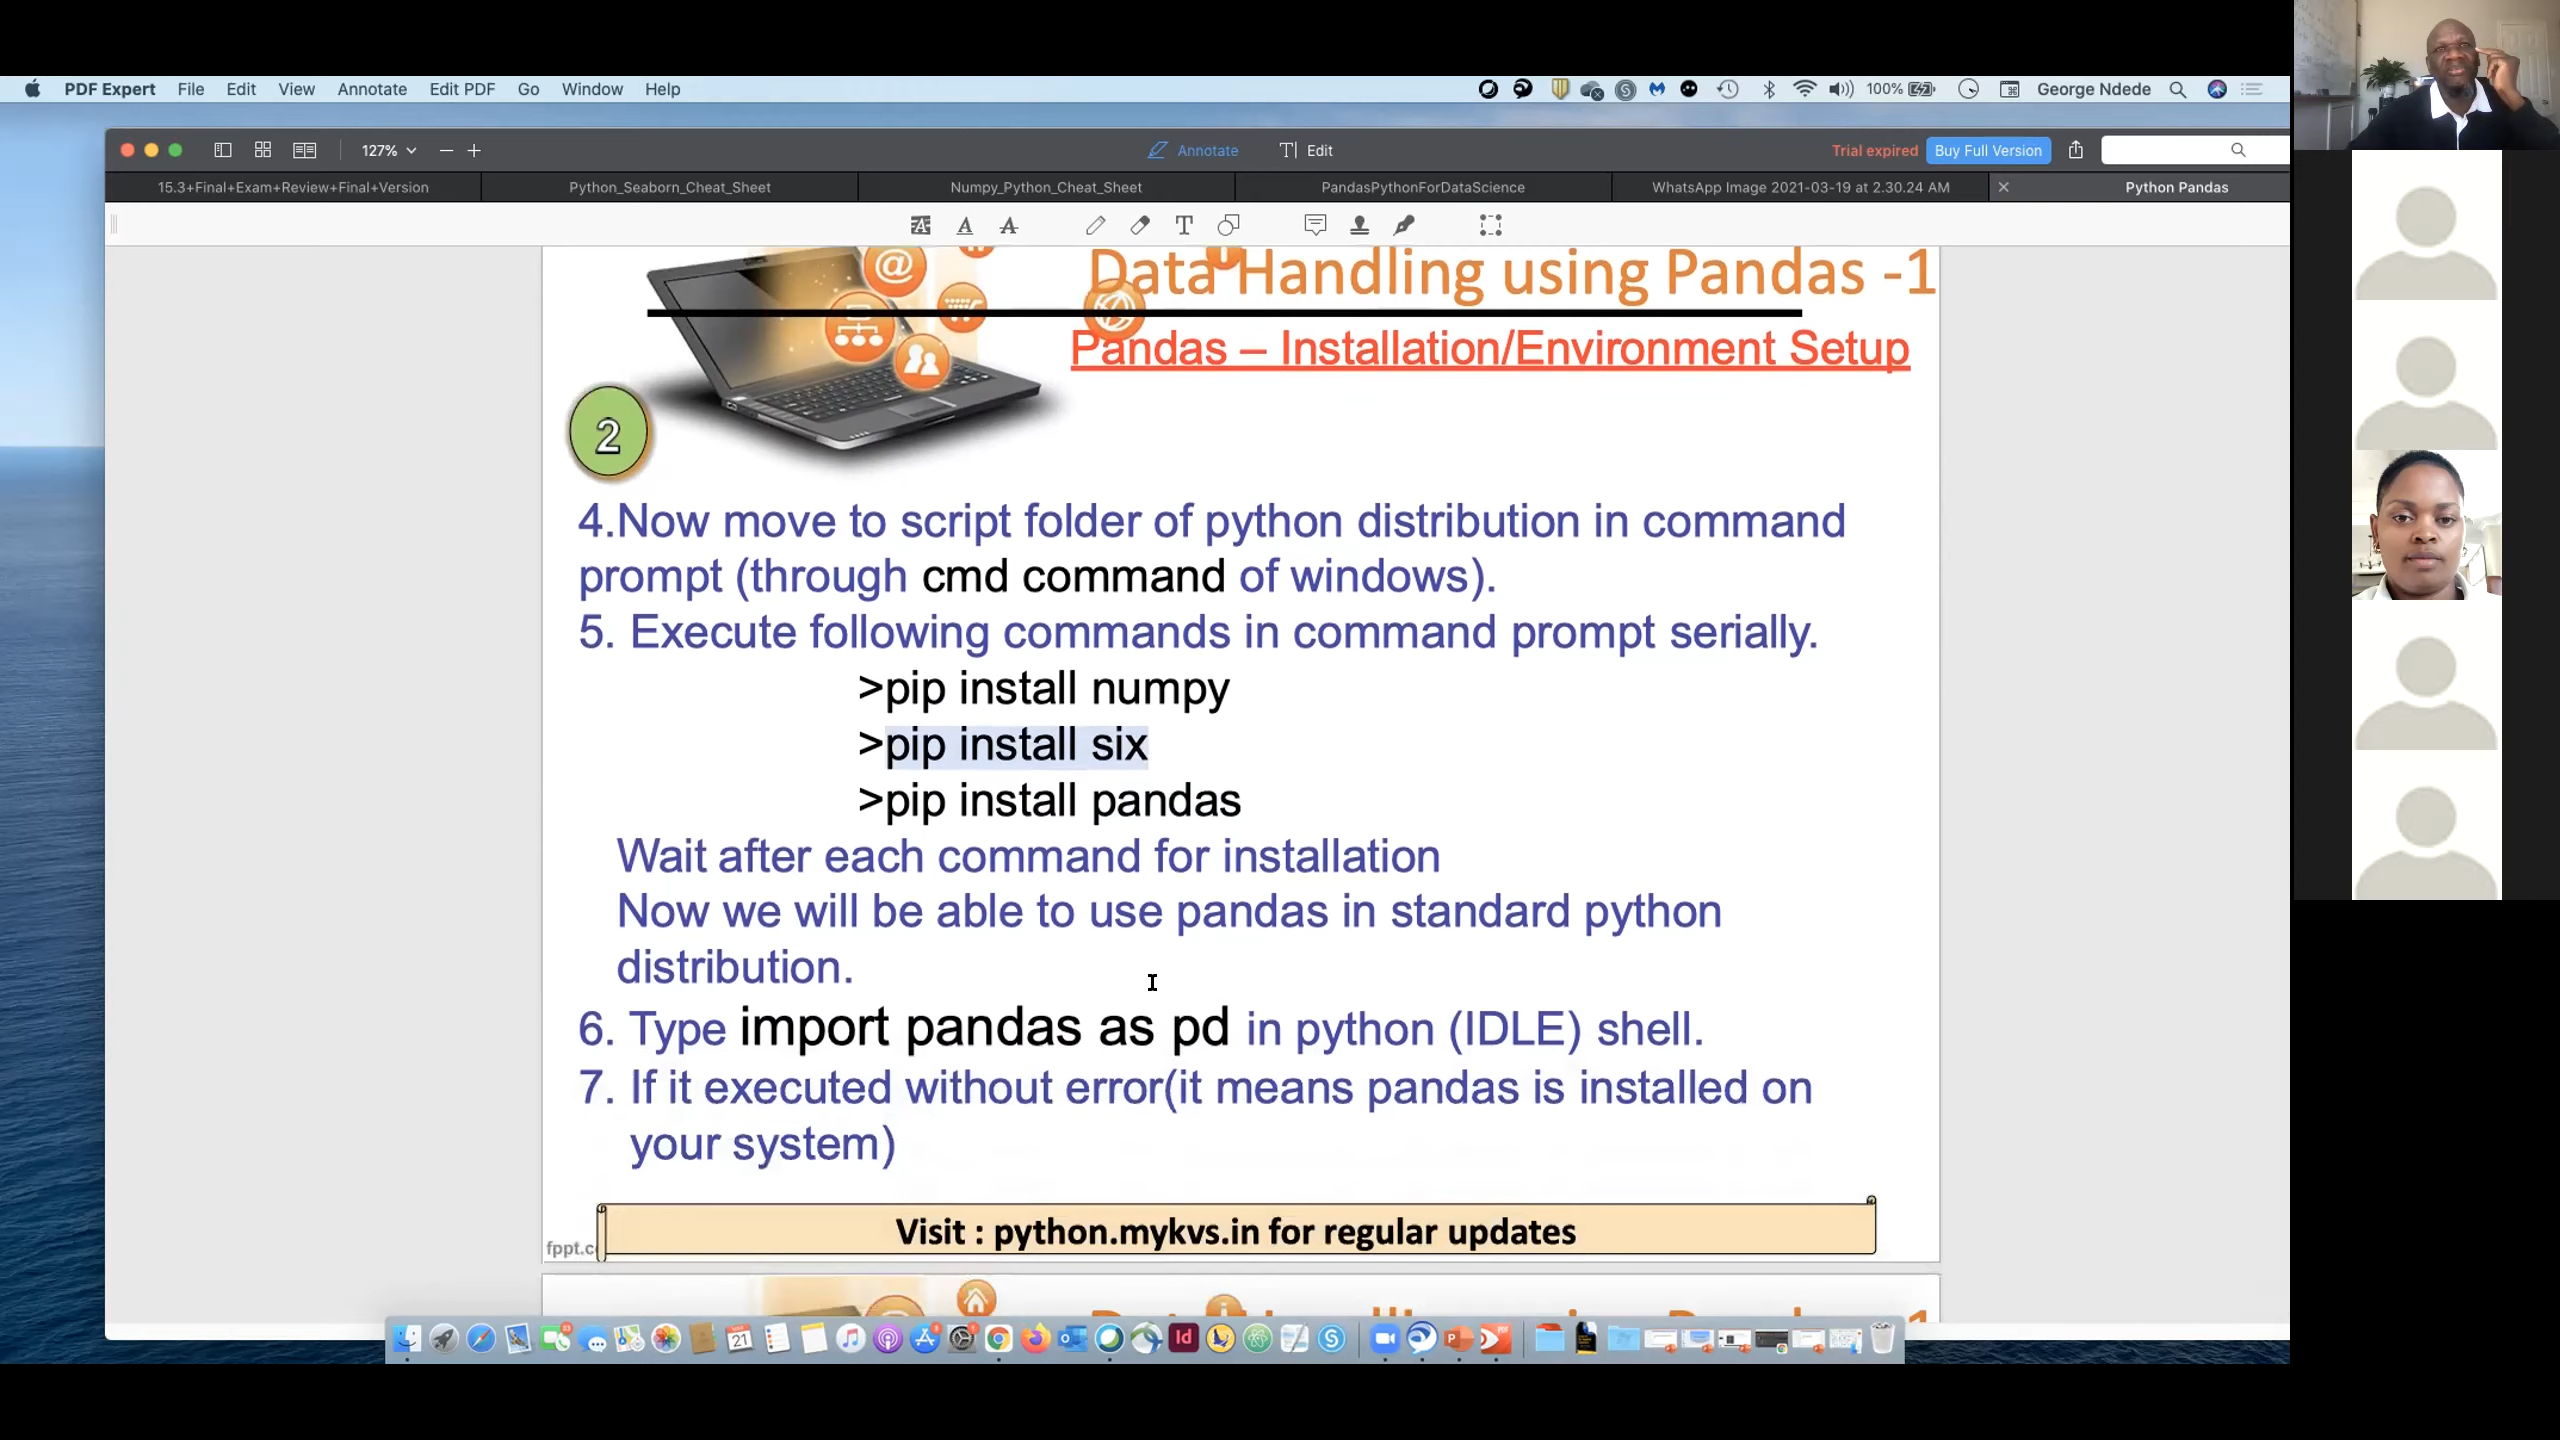 PDF Expert File Edit View Annotate Edit PDF Go Window Help 100% George Ndede
127% Annotate Edit Trial expired Buy Full Version
15.3+Final+Exam+Review+Final+Version Python_Seaborn_Cheat_Sheet Numpy_Python_Cheat_Sheet PandasPythonForDataScience WhatsApp Image 2021-03-19 at 2.30.24 AM Python Pandas
Data Handling using Pandas -1
Pandas – Installation/Environment Setup
2
4.Now move to script folder of python distribution in command
prompt (through cmd command of windows).
5. Execute following commands in command prompt serially.
>pip install numpy
>pip install six
>pip install pandas
Wait after each command for installation
Now we will be able to use pandas in standard python
distribution.
6. Type import pandas as pd in python (IDLE) shell.
7. If it executed without error(it means pandas is installed on
your system)
Visit : python.mykvs.in for regular updates
fppt.c
21 Id